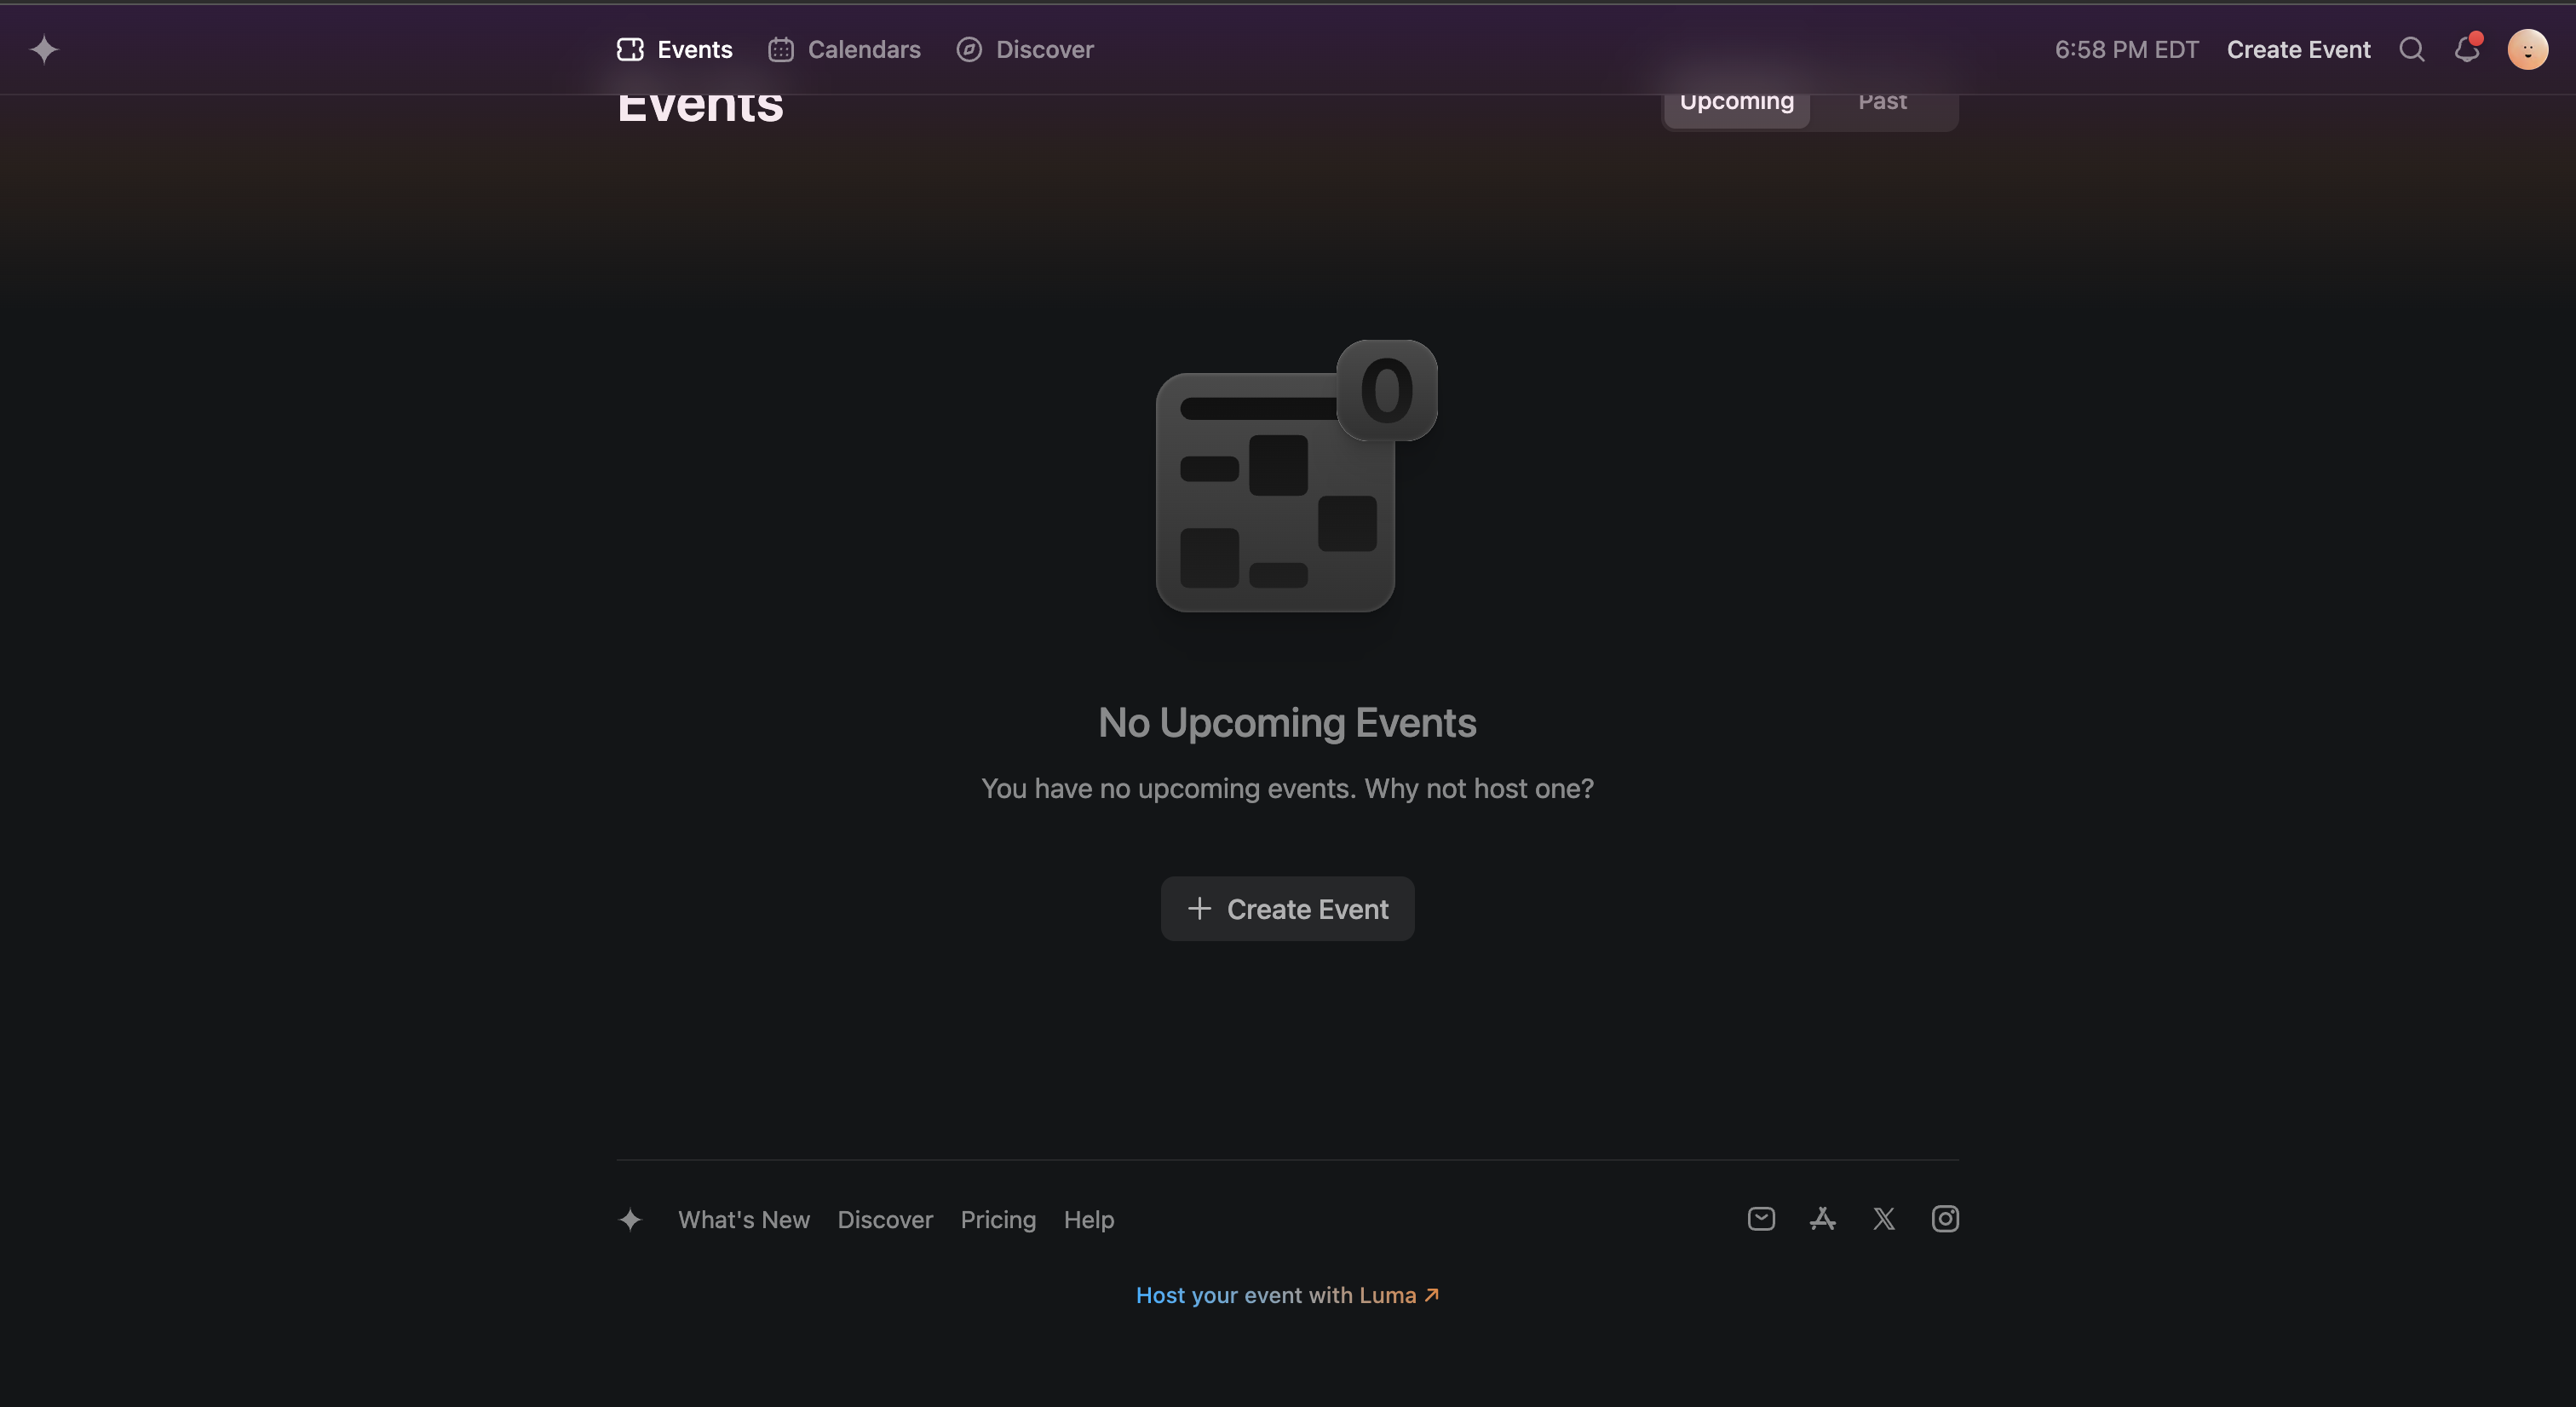 Events
Calendars
Discover
6:58 PM EDT
Create Event
Events
Upcoming
Past
0
No Upcoming Events
You have no upcoming events. Why not host one?
Create Event
What's New
Discover
Pricing
Help
Host your event with Luma